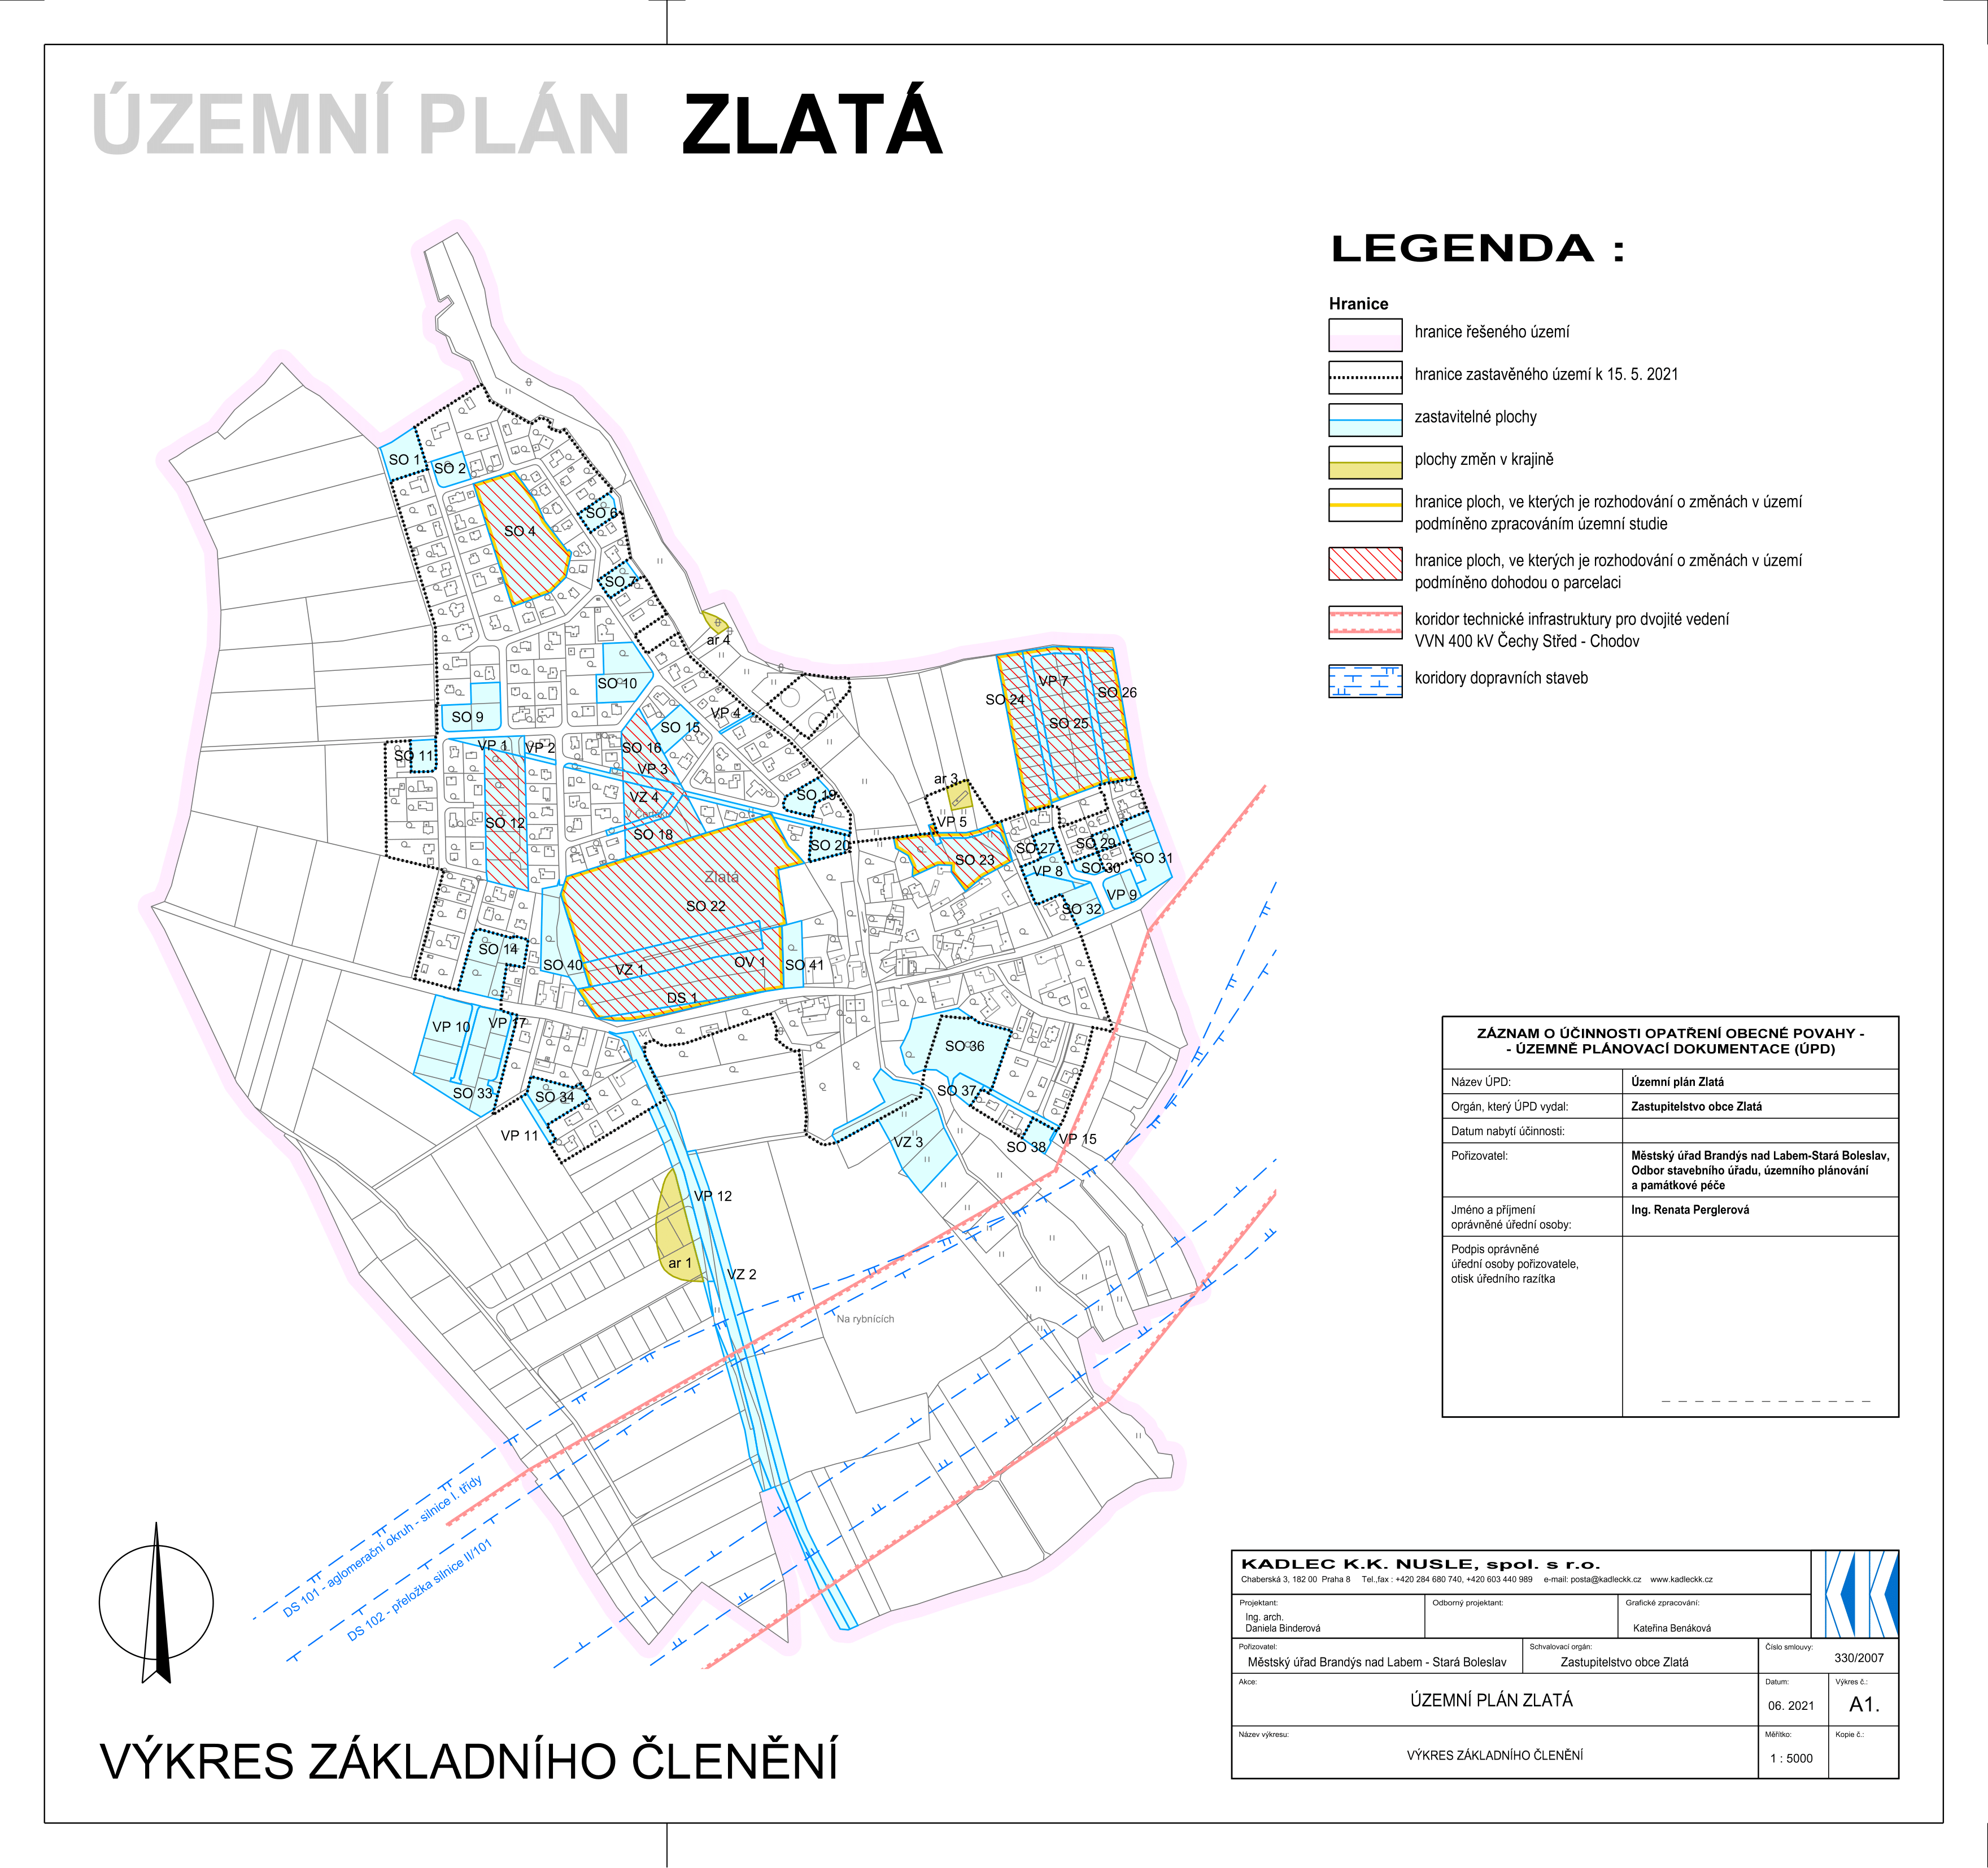 ÚZEMNÍ PLÁN ZLATÁ
LEGENDA :
Hranice
hranice řešeného území
hranice zastavěného území k 15. 5. 2021
zastavitelné plochy
plochy změn v krajině
hranice ploch, ve kterých je rozhodování o změnách v území
podmíněno zpracováním územní studie
hranice ploch, ve kterých je rozhodování o změnách v území
podmíněno dohodou o parcelaci
koridor technické infrastruktury pro dvojité vedení
VVN 400 kV Čechy Střed - Chodov
koridory dopravních staveb
SO 1
SO 2
SO 4
SO 6
SO 7
ar 4
SO 10
SO 9
SO 11
VP 1
VP 2
SO 15
VP 4
SO 16
VP 3
VZ 4
SO 18
SO 12
SO 19
SO 20
SO 24
VP 7
SO 26
SO 25
ar 3
VP 5
SO 23
SO 27
SO 29
SO 30
SO 31
VP 8
VP 9
SO 32
Zlatá
SO 22
SO 14
SO 40
VZ 1
OV 1
SO 41
DS 1
VP 10
VP 17
SO 33
SO 34
VP 11
SO 36
SO 37
VZ 3
SO 38
VP 15
VP 12
ar 1
VZ 2
Na rybnících
DS 101 - aglomerační okruh - silnice I. třídy
DS 102 - přeložka silnice II/101
ZÁZNAM O ÚČINNOSTI OPATŘENÍ OBECNÉ POVAHY -
- ÚZEMNĚ PLÁNOVACÍ DOKUMENTACE (ÚPD)
Název ÚPD: Územní plán Zlatá
Orgán, který ÚPD vydal: Zastupitelstvo obce Zlatá
Datum nabytí účinnosti:
Pořizovatel: Městský úřad Brandýs nad Labem-Stará Boleslav,
Odbor stavebního úřadu, územního plánování
a památkové péče
Jméno a příjmení Ing. Renata Perglerová
oprávněné úřední osoby:
Podpis oprávněné
úřední osoby pořizovatele,
otisk úředního razítka
KADLEC K.K. NUSLE, spol. s r.o.
Chaberská 3, 182 00 Praha 8 Tel.,fax : +420 284 680 740, +420 603 440 989 e-mail: posta@kadleckk.cz www.kadleckk.cz
Projektant: Odborný projektant: Grafické zpracování:
Ing. arch.
Daniela Binderová Kateřina Benáková
Pořizovatel: Schvalovací orgán: Číslo smlouvy:
Městský úřad Brandýs nad Labem - Stará Boleslav Zastupitelstvo obce Zlatá 330/2007
Akce: Datum: Výkres č.:
ÚZEMNÍ PLÁN ZLATÁ 06. 2021 A1.
Název výkresu: Měřítko: Kopie č.:
VÝKRES ZÁKLADNÍHO ČLENĚNÍ 1 : 5000
VÝKRES ZÁKLADNÍHO ČLENĚNÍ